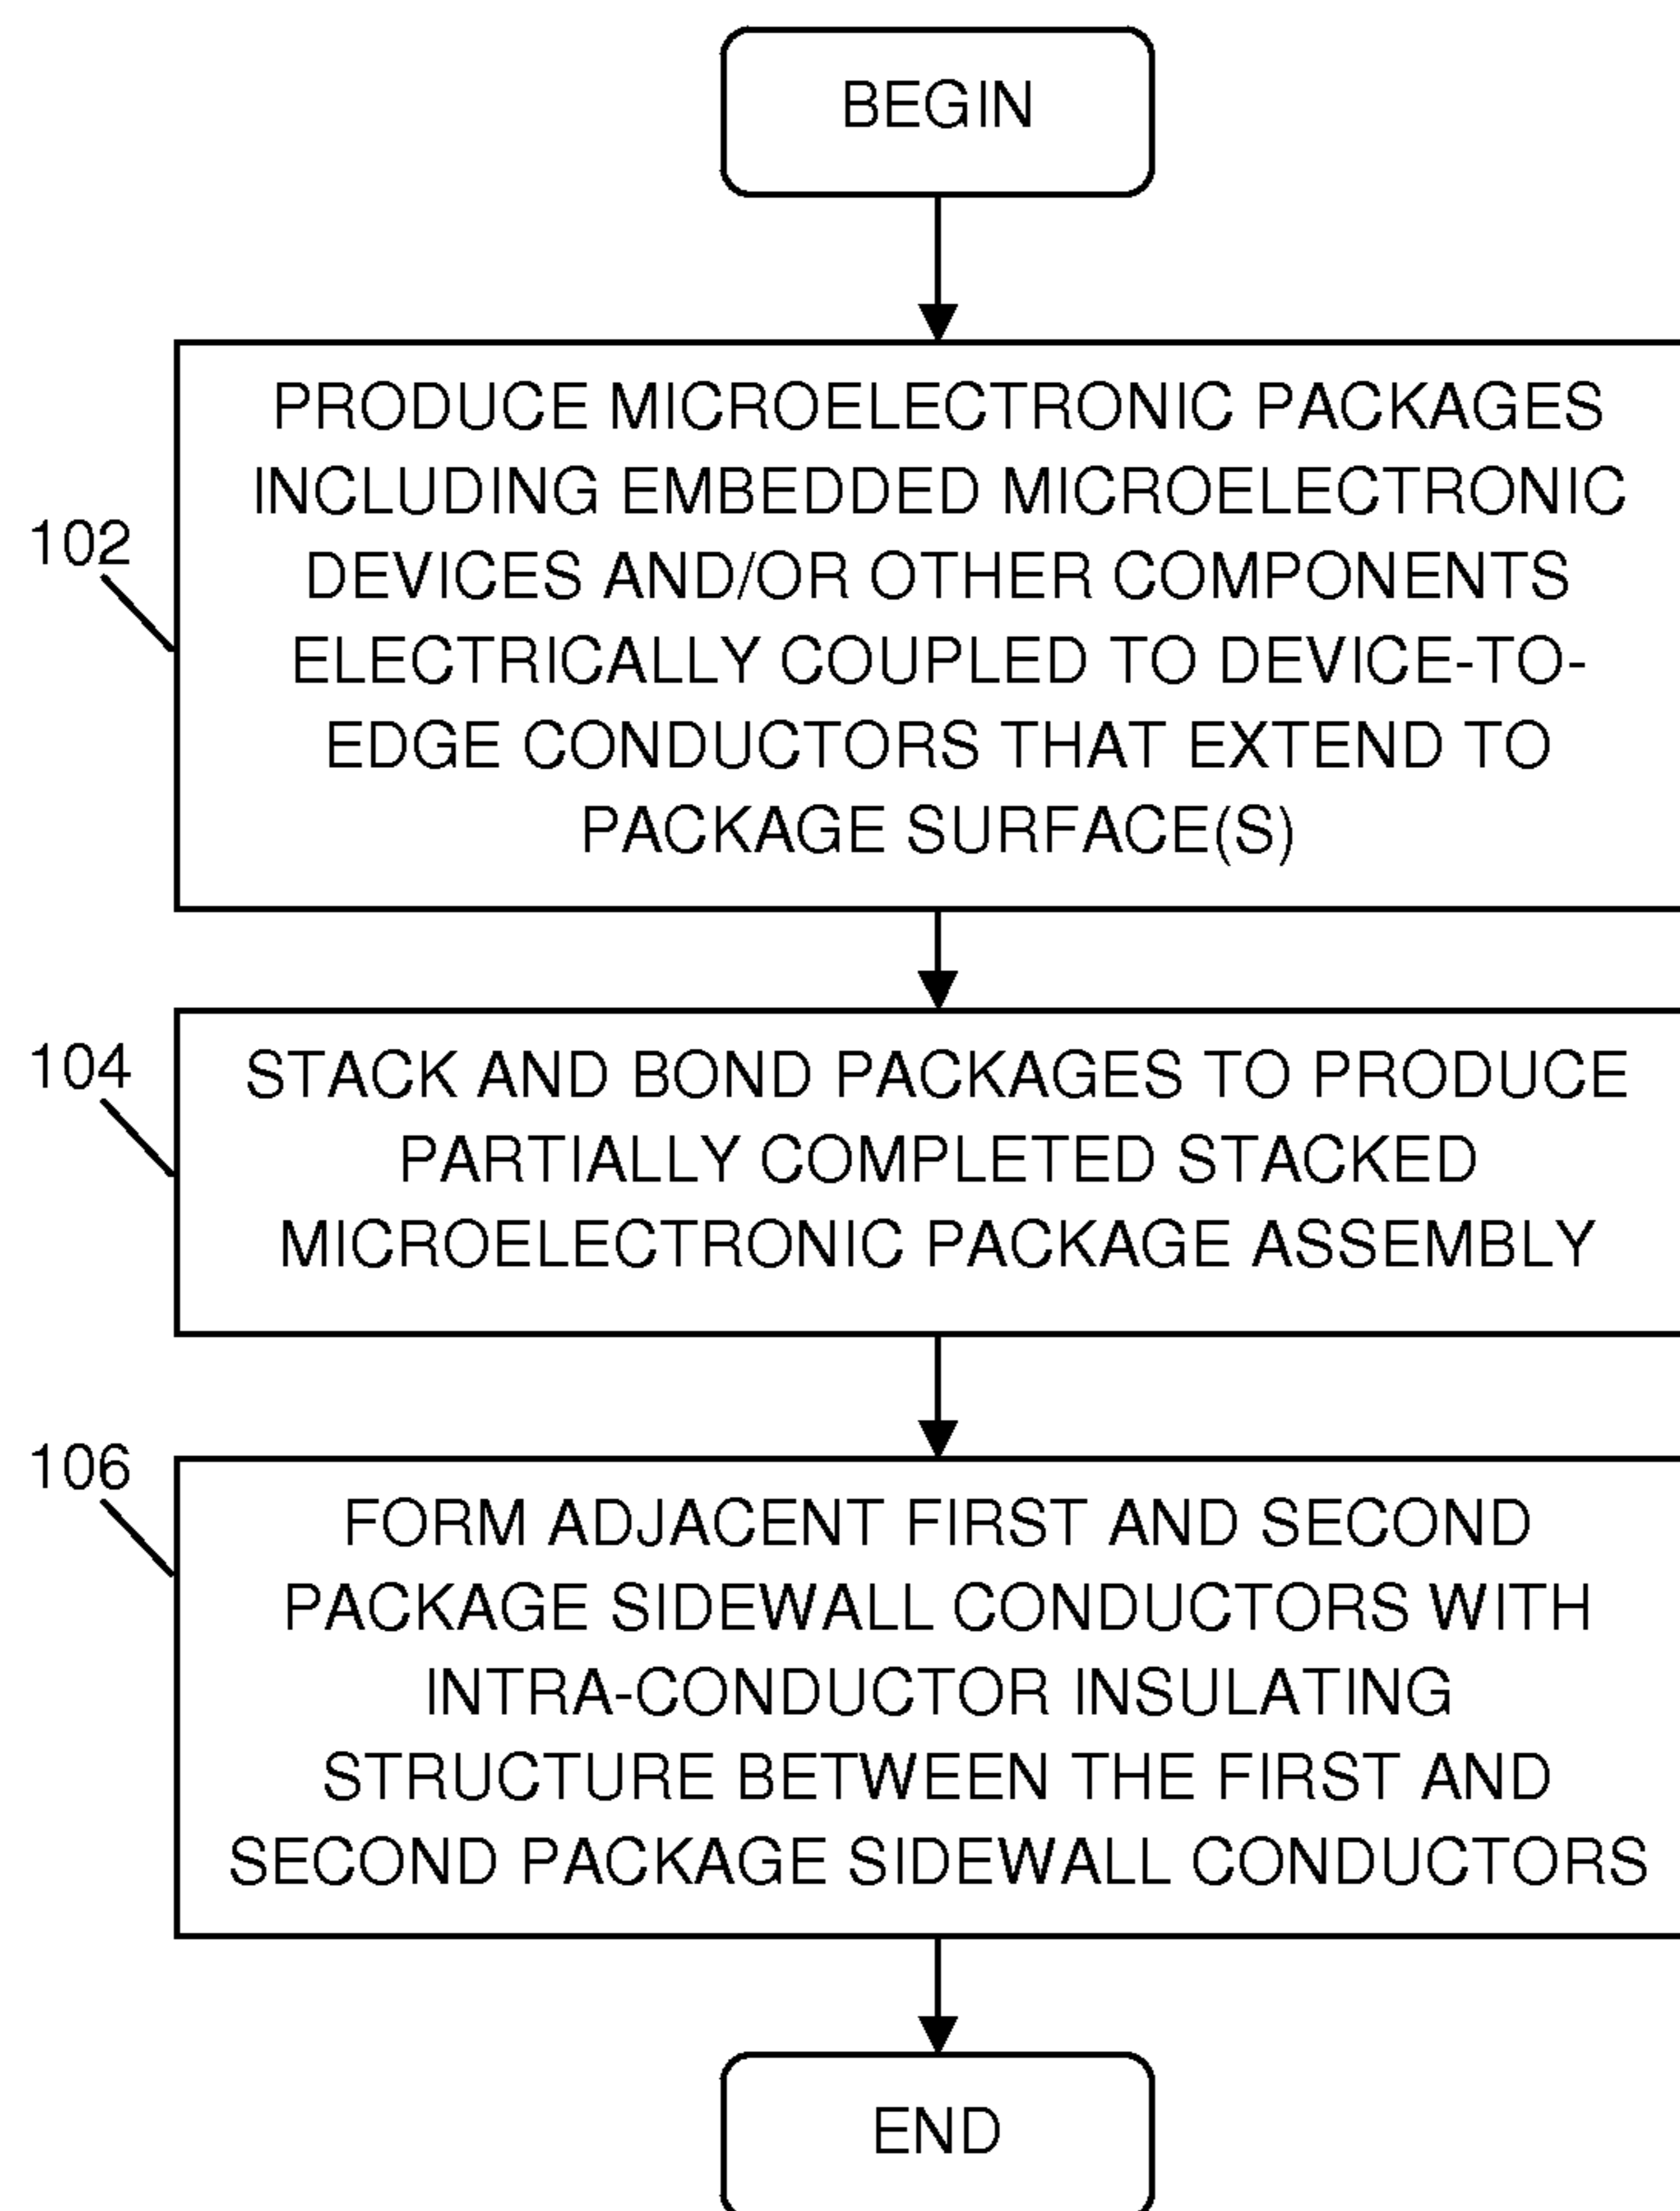 BEGIN
102
PRODUCE MICROELECTRONIC PACKAGES
INCLUDING EMBEDDED MICROELECTRONIC
DEVICES AND/OR OTHER COMPONENTS
ELECTRICALLY COUPLED TO DEVICE-TO-
EDGE CONDUCTORS THAT EXTEND TO
PACKAGE SURFACE(S)
104
STACK AND BOND PACKAGES TO PRODUCE
PARTIALLY COMPLETED STACKED
MICROELECTRONIC PACKAGE ASSEMBLY
106
FORM ADJACENT FIRST AND SECOND
PACKAGE SIDEWALL CONDUCTORS WITH
INTRA-CONDUCTOR INSULATING
STRUCTURE BETWEEN THE FIRST AND
SECOND PACKAGE SIDEWALL CONDUCTORS
END